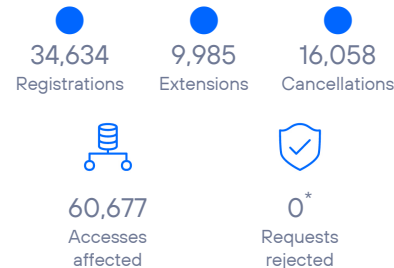 34,634 9,985 16,058
Registrations Extensions Cancellations
60,677 0*
Accesses Requests
affected rejected